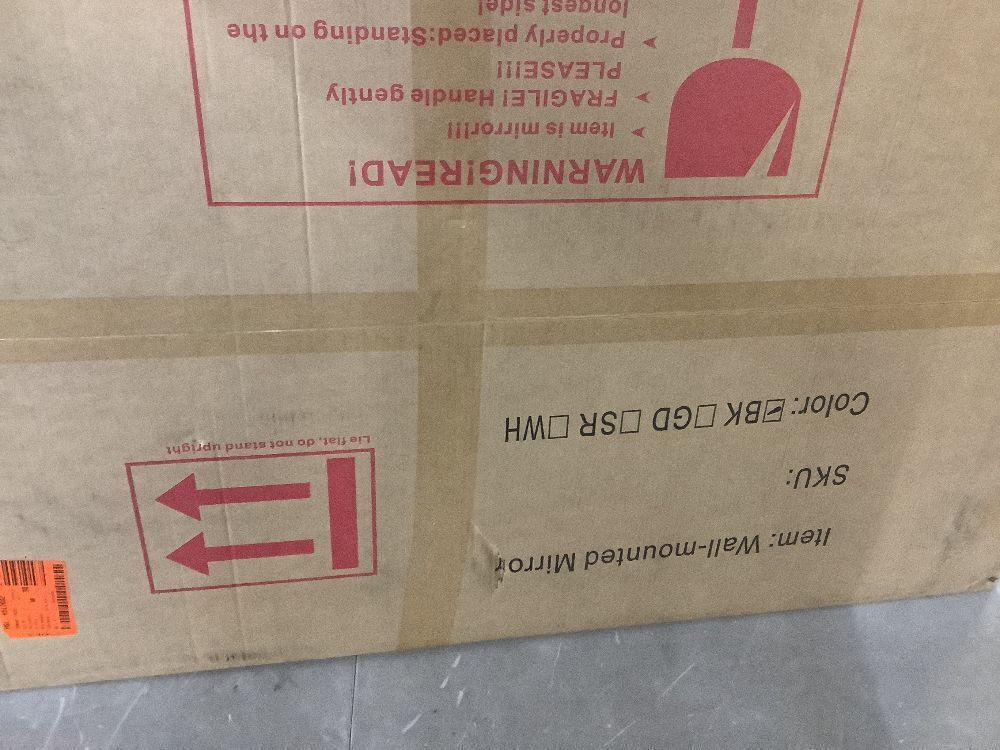 WARNING!READ!
➤ Item is mirror!!!
➤ FRAGILE! Handle gently
PLEASE!!!
➤ Properly placed:Standing on the
longest side!
Item: Wall-mounted Mirror
SKU:
Color: ☑BK □GD □SR □WH
Lie flat, do not stand upright